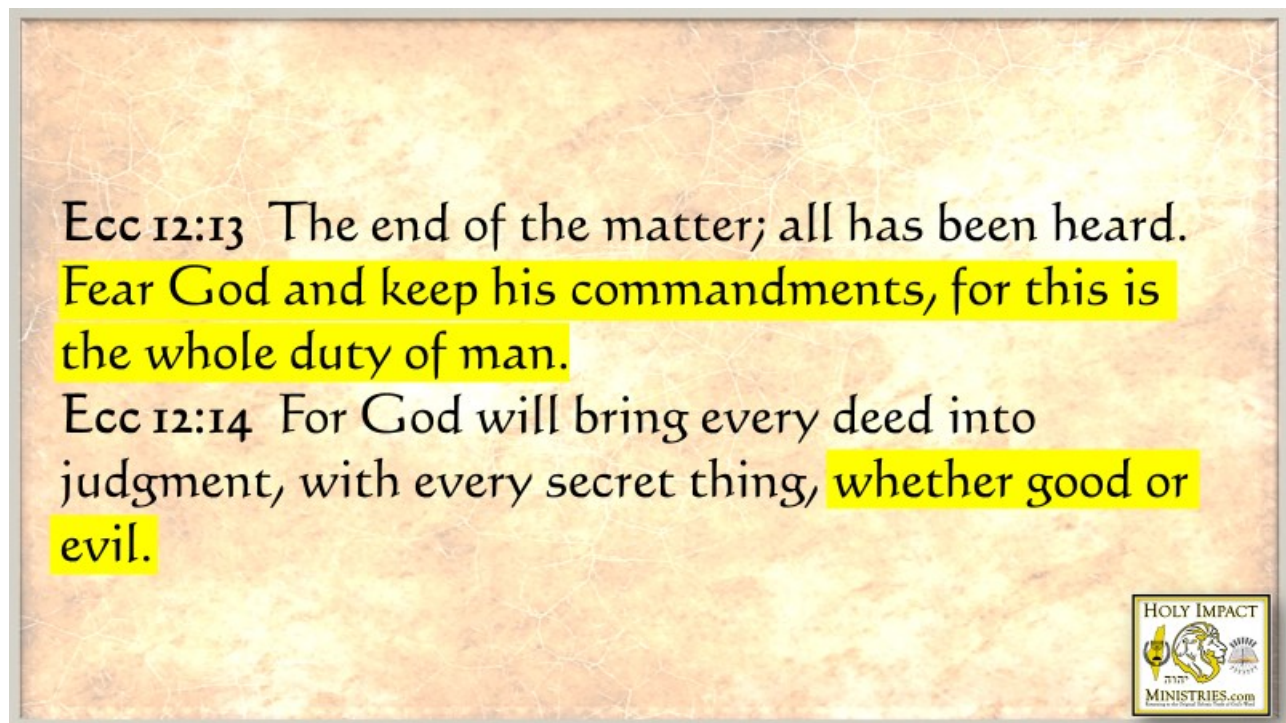 Ecc 12:13 The end of the matter; all has been heard.
Fear God and keep his commandments, for this is
the whole duty of man.
Ecc 12:14 For God will bring every deed into
judgment, with every secret thing, whether good or
evil.
HOLY IMPACT
יהוה
MINISTRIES.com